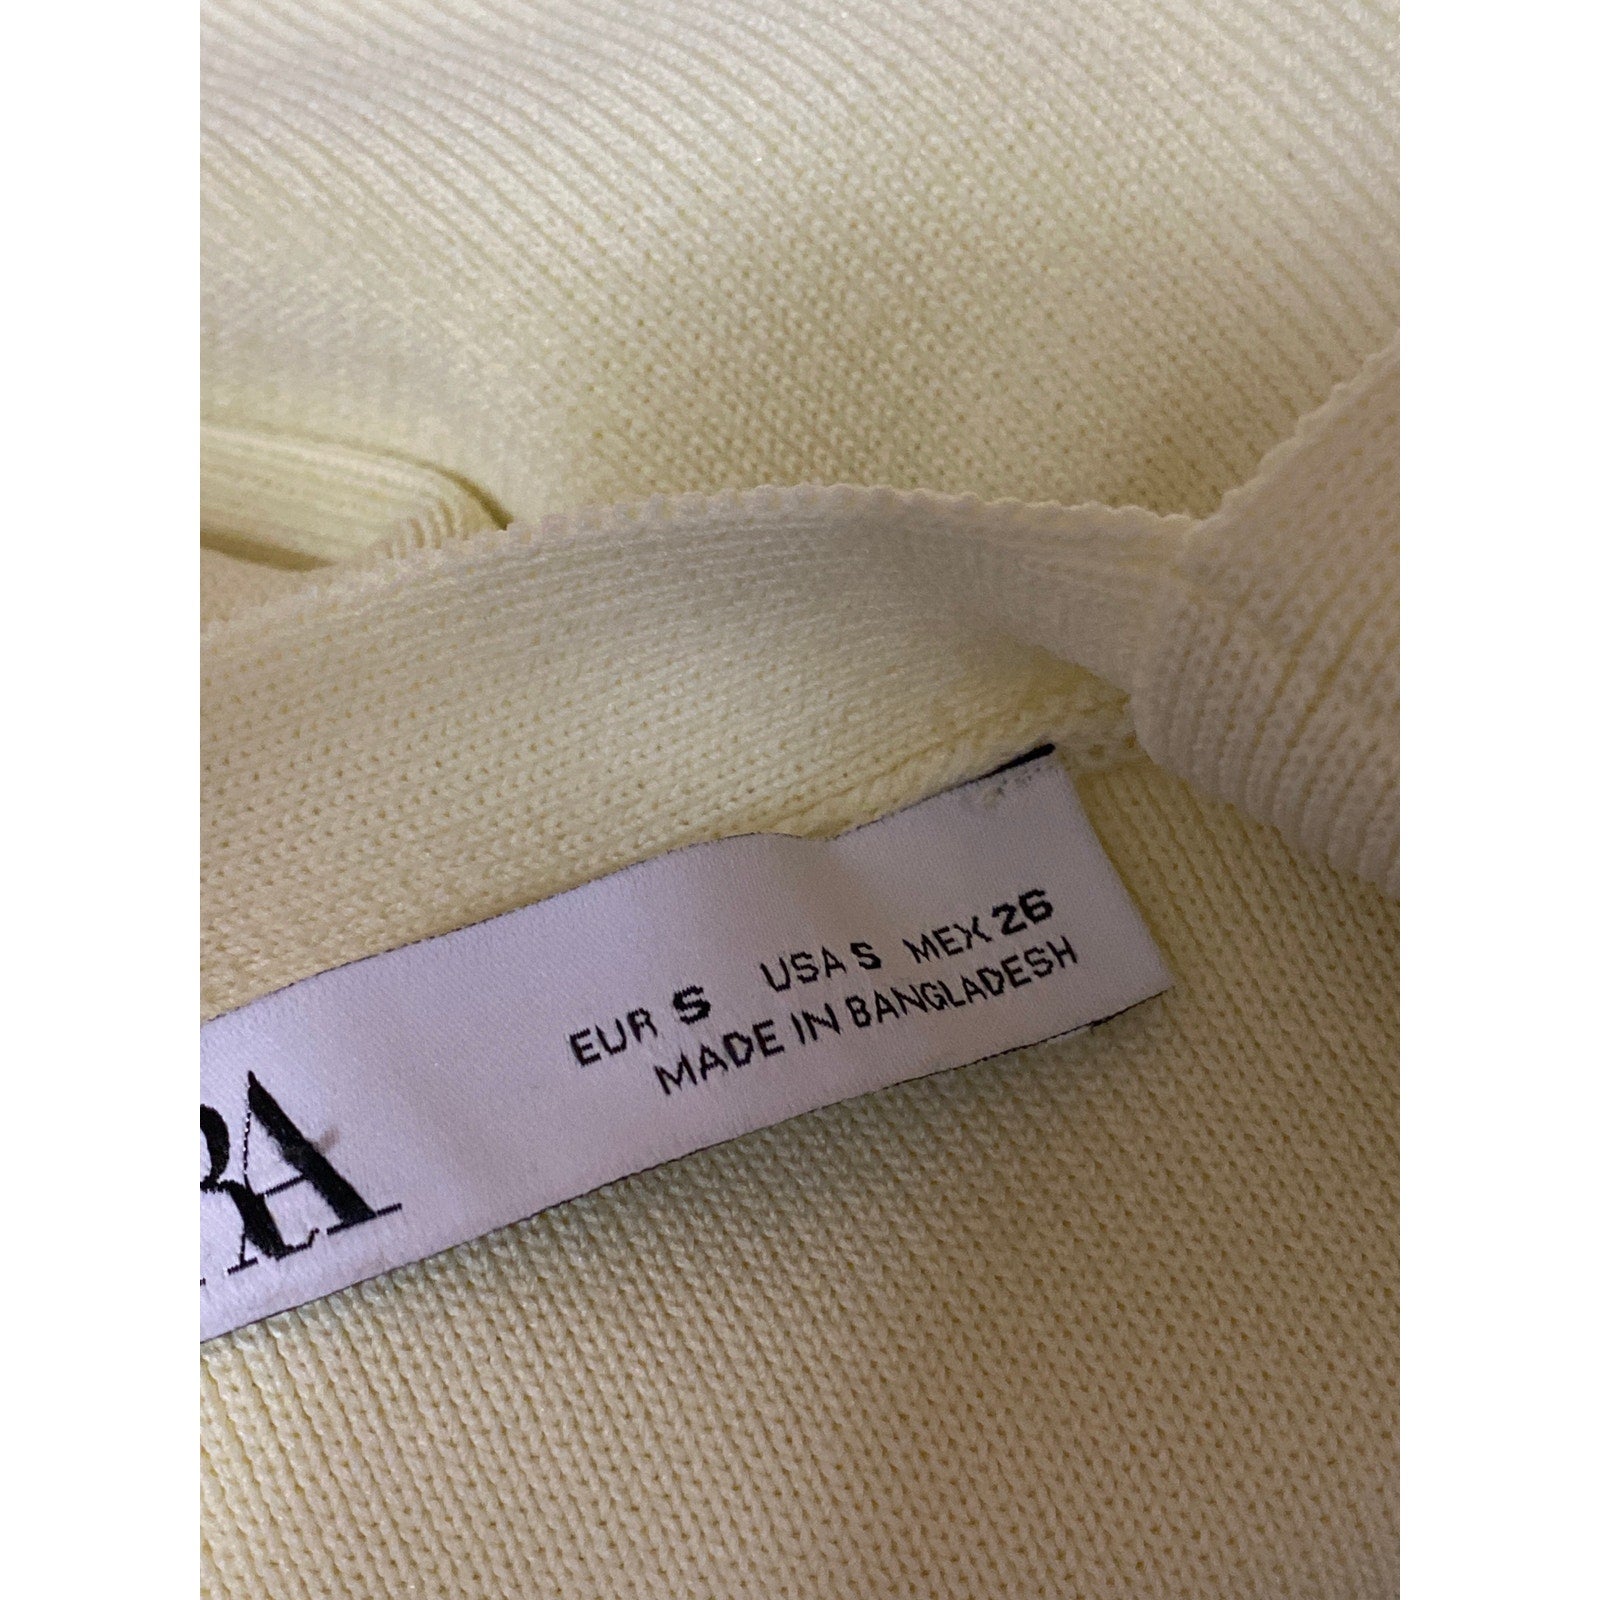 EUR S USA S MEX 26
MADE IN BANGLADESH
RA